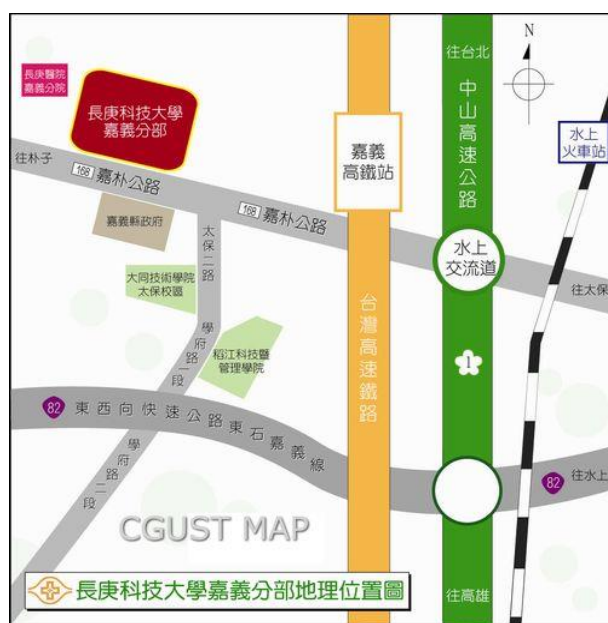 往台北
N
長庚醫院
嘉義分院
長庚科技大學
嘉義分部
中山高速公路
水上
火車站
嘉義
高鐵站
往朴子
168 嘉朴公路
168 嘉朴公路
嘉義縣政府
太保二路
水上
交流道
大同技術學院
太保校區
往太保
台灣高速鐵路
學府路一段
稻江科技暨
管理學院
1
82 東西向快速公路東石嘉義線
學府路二段
82 往水上
CGUST MAP
長庚科技大學嘉義分部地理位置圖
往高雄